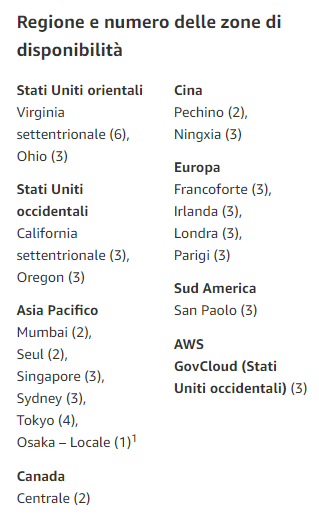 Regione e numero delle zone di
disponibilità
Stati Uniti orientali
Virginia
settentrionale (6),
Ohio (3)
Stati Uniti
occidentali
California
settentrionale (3),
Oregon (3)
Asia Pacifico
Mumbai (2),
Seul (2),
Singapore (3),
Sydney (3),
Tokyo (4),
Osaka – Locale (1)1
Canada
Centrale (2)
Cina
Pechino (2),
Ningxia (3)
Europa
Francoforte (3),
Irlanda (3),
Londra (3),
Parigi (3)
Sud America
San Paolo (3)
AWS
GovCloud (Stati
Uniti occidentali) (3)